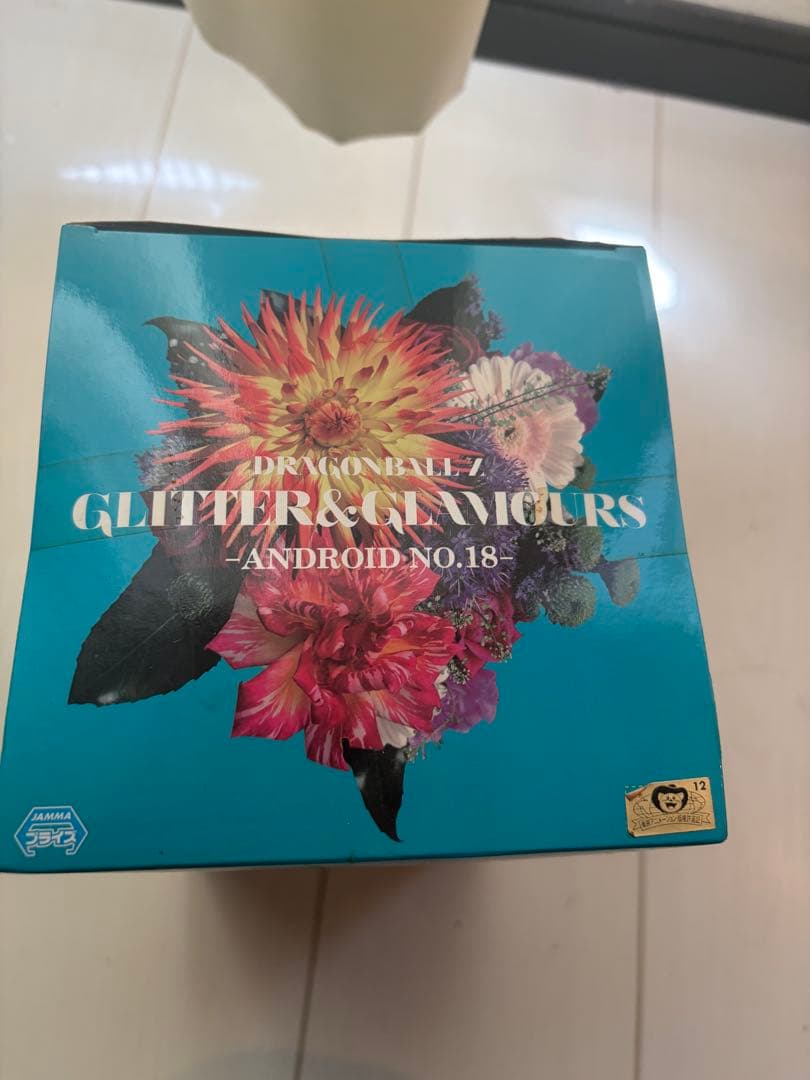 DRAGONBALL Z
GLITTER&GLAMOURS
-ANDROID NO.18-
JAMMA
プライズ
12